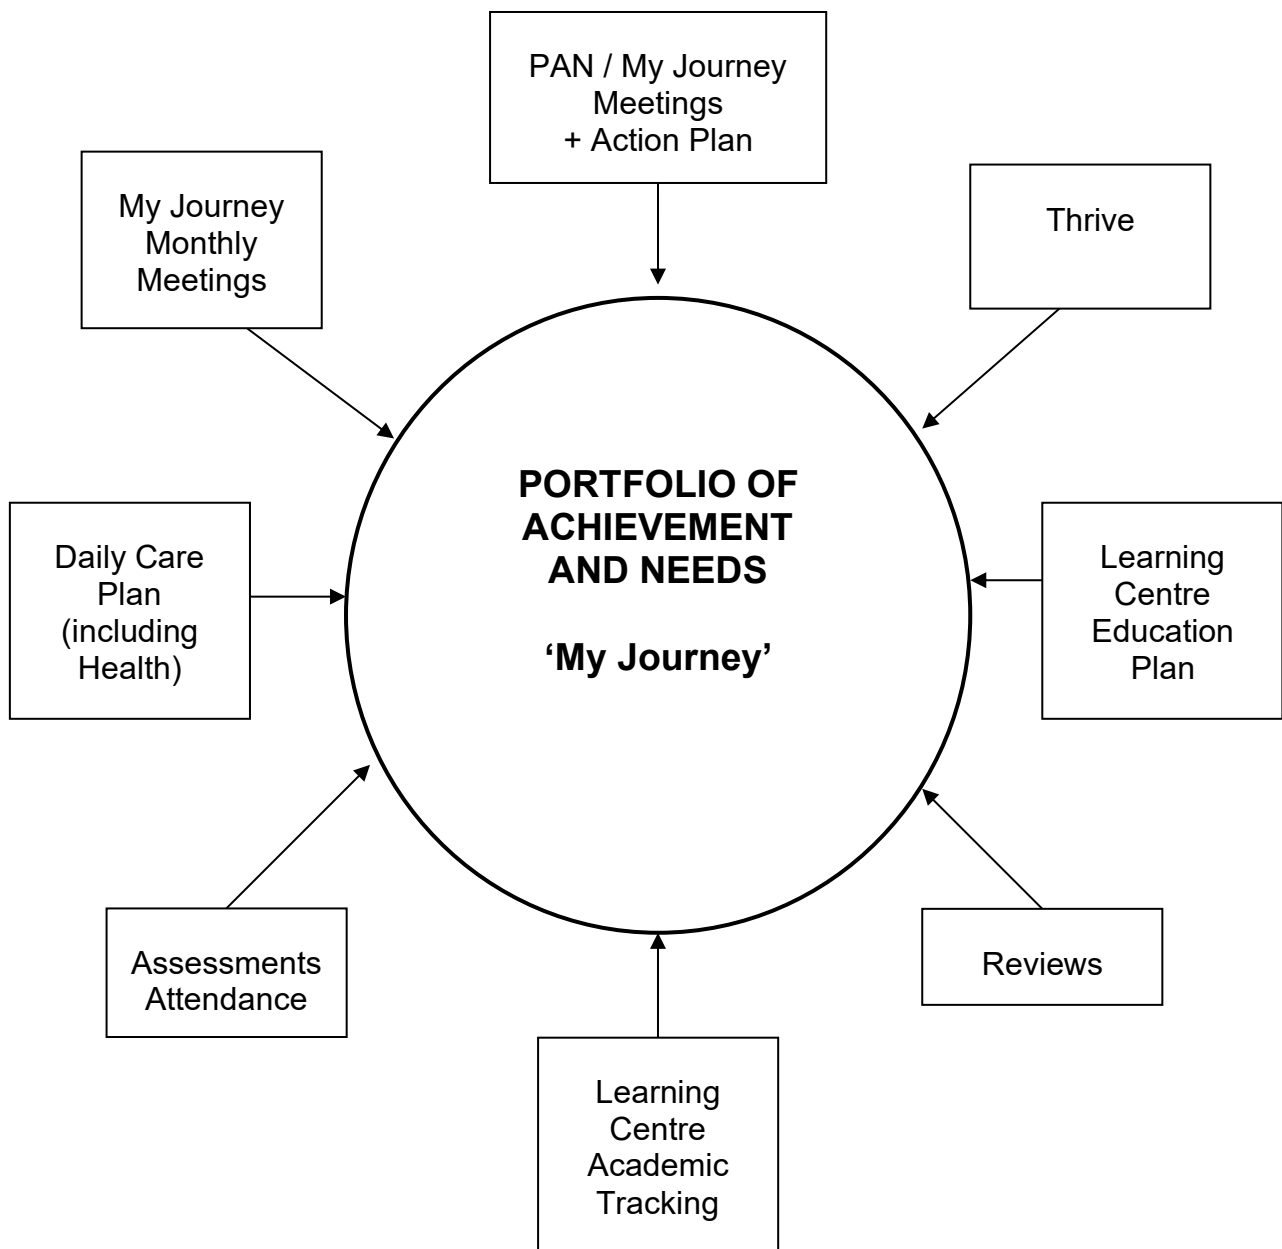 PAN / My Journey
Meetings
+ Action Plan
My Journey
Monthly
Meetings
Thrive
PORTFOLIO OF
ACHIEVEMENT
AND NEEDS
‘My Journey’
Daily Care
Plan
(including
Health)
Learning
Centre
Education
Plan
Assessments
Attendance
Reviews
Learning
Centre
Academic
Tracking